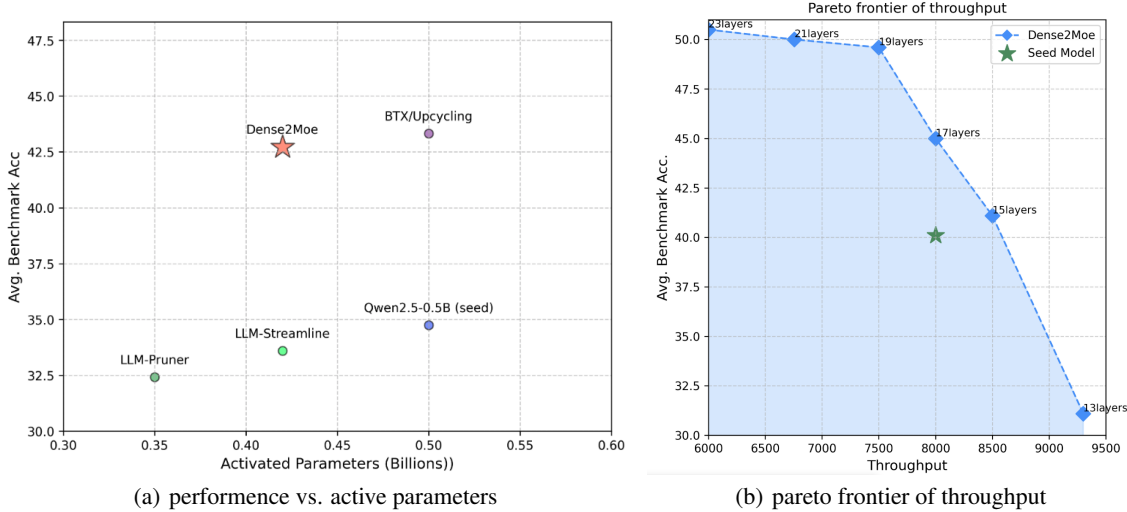 47.5
45.0
42.5
40.0
37.5
35.0
32.5
30.0
Avg. Benchmark Acc
Dense2Moe
BTX/Upcycling
Qwen2.5-0.5B (seed)
LLM-Streamline
LLM-Pruner
0.30 0.35 0.40 0.45 0.50 0.55 0.60
Activated Parameters (Billions))
(a) performence vs. active parameters
Pareto frontier of throughput
50.0
47.5
45.0
42.5
40.0
37.5
35.0
32.5
30.0
Avg. Benchmark Acc.
Dense2Moe
Seed Model
23layers
21layers
19layers
17layers
15layers
13layers
6000 6500 7000 7500 8000 8500 9000 9500
Throughput
(b) pareto frontier of throughput